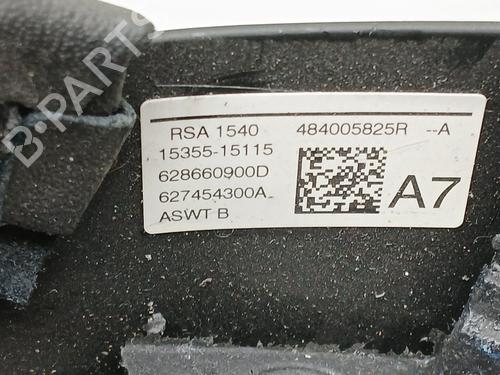 RSA 1540 484005825R --A
15355-15115
628660900D
627454300A
ASWT B
A7
B-PARTS